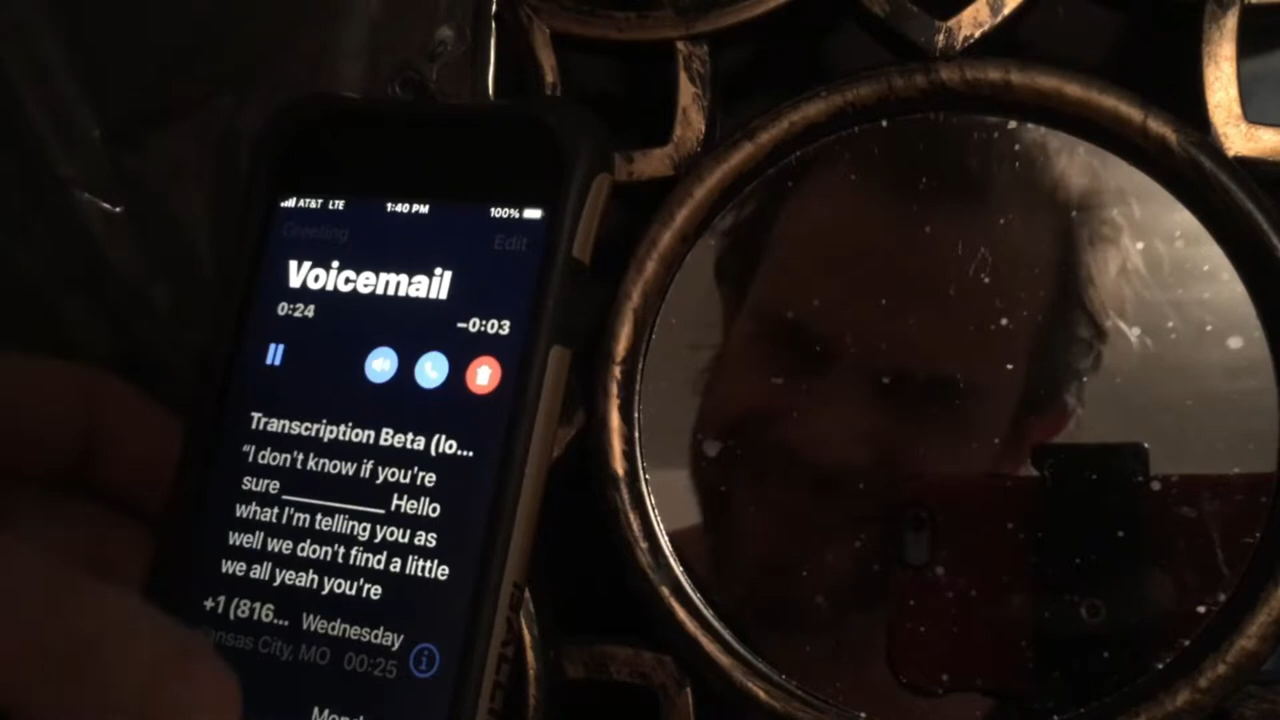 AT&T LTE 1:40 PM 100%
Greeting Edit
Voicemail
0:24 -0:03
Transcription Beta (lo...
“I don't know if you're
sure ________ Hello
what I'm telling you as
well we don't find a little
we all yeah you're
+1 (816... Wednesday
ansas City, MO 00:25